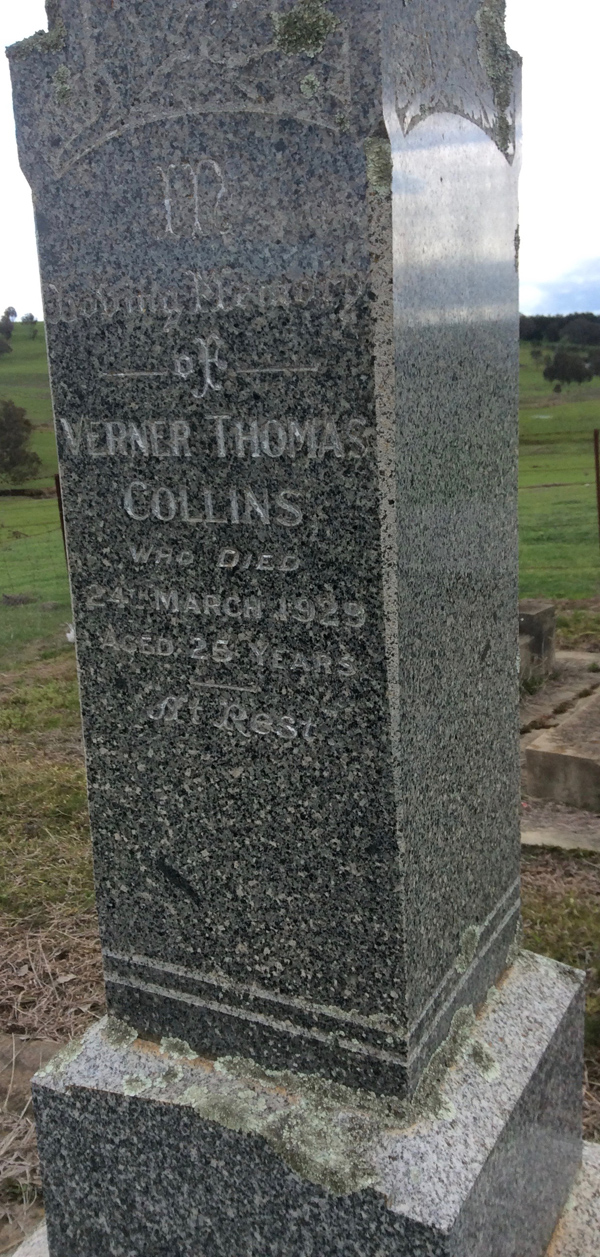 In
Loving Memory
of
VERNER THOMAS
COLLINS
WHO DIED
24TH MARCH 1929
AGED 25 YEARS
At Rest